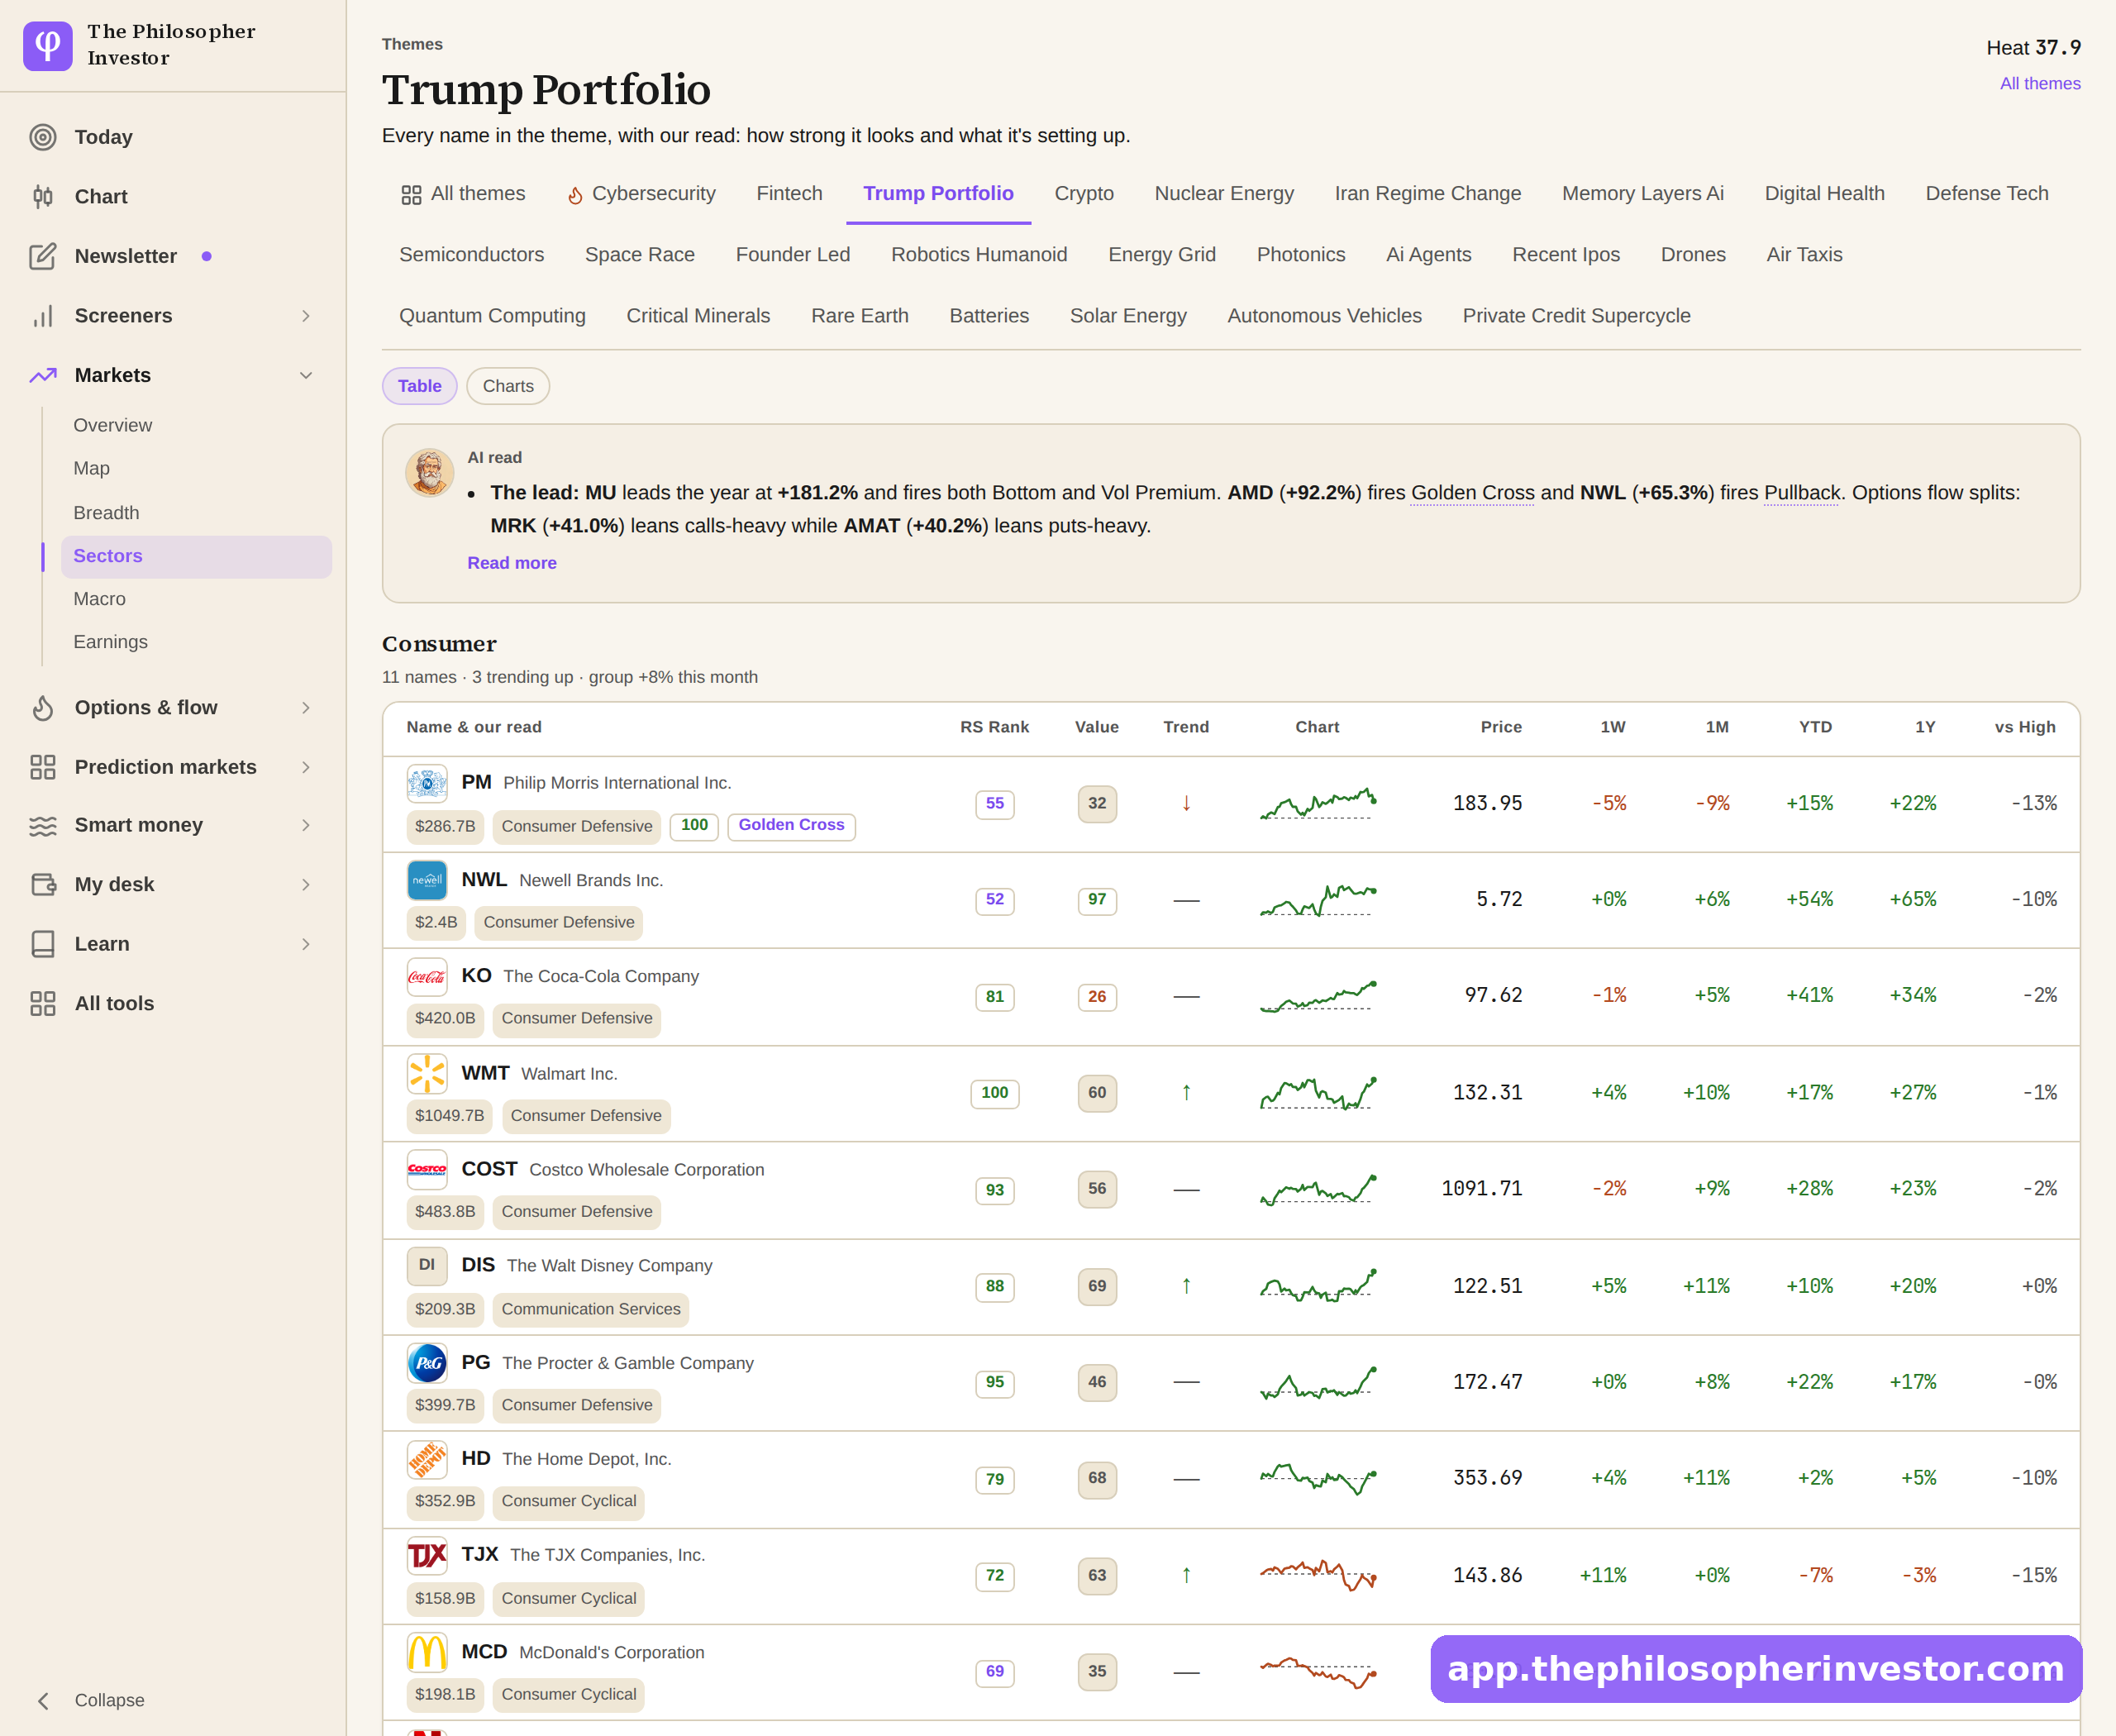 The Philosopher
Investor
Today
Chart
Newsletter
Screeners
Markets
Overview
Map
Breadth
Sectors
Macro
Earnings
Options & flow
Prediction markets
Smart money
My desk
Learn
All tools
Collapse
Themes
Heat 37.9
Trump Portfolio
All themes
Every name in the theme, with our read: how strong it looks and what it's setting up.
All themes Cybersecurity Fintech Trump Portfolio Crypto Nuclear Energy Iran Regime Change Memory Layers Ai Digital Health Defense Tech
Semiconductors Space Race Founder Led Robotics Humanoid Energy Grid Photonics Ai Agents Recent Ipos Drones Air Taxis
Quantum Computing Critical Minerals Rare Earth Batteries Solar Energy Autonomous Vehicles Private Credit Supercycle
Table Charts
AI read
• The lead: MU leads the year at +181.2% and fires both Bottom and Vol Premium. AMD (+92.2%) fires Golden Cross and NWL (+65.3%) fires Pullback. Options flow splits:
MRK (+41.0%) leans calls-heavy while AMAT (+40.2%) leans puts-heavy.
Read more
Consumer
11 names · 3 trending up · group +8% this month
Name & our read RS Rank Value Trend Chart Price 1W 1M YTD 1Y vs High
PM Philip Morris International Inc.
$286.7B Consumer Defensive 100 Golden Cross
55 32 ↓ 183.95 -5% -9% +15% +22% -13%
newell
NWL Newell Brands Inc.
$2.4B Consumer Defensive
52 97 — 5.72 +0% +6% +54% +65% -10%
Coca-Cola
KO The Coca-Cola Company
$420.0B Consumer Defensive
81 26 — 97.62 -1% +5% +41% +34% -2%
WMT Walmart Inc.
$1049.7B Consumer Defensive
100 60 ↑ 132.31 +4% +10% +17% +27% -1%
COSTCO
COST Costco Wholesale Corporation
$483.8B Consumer Defensive
93 56 — 1091.71 -2% +9% +28% +23% -2%
DI
DIS The Walt Disney Company
$209.3B Communication Services
88 69 ↑ 122.51 +5% +11% +10% +20% +0%
P&G
PG The Procter & Gamble Company
$399.7B Consumer Defensive
95 46 — 172.47 +0% +8% +22% +17% -0%
HOME DEPOT
HD The Home Depot, Inc.
$352.9B Consumer Cyclical
79 68 — 353.69 +4% +11% +2% +5% -10%
TJX
TJX The TJX Companies, Inc.
$158.9B Consumer Cyclical
72 63 ↑ 143.86 +11% +0% -7% -3% -15%
MCD McDonald's Corporation
$198.1B Consumer Cyclical
69 35 —
app.thephilosopherinvestor.com